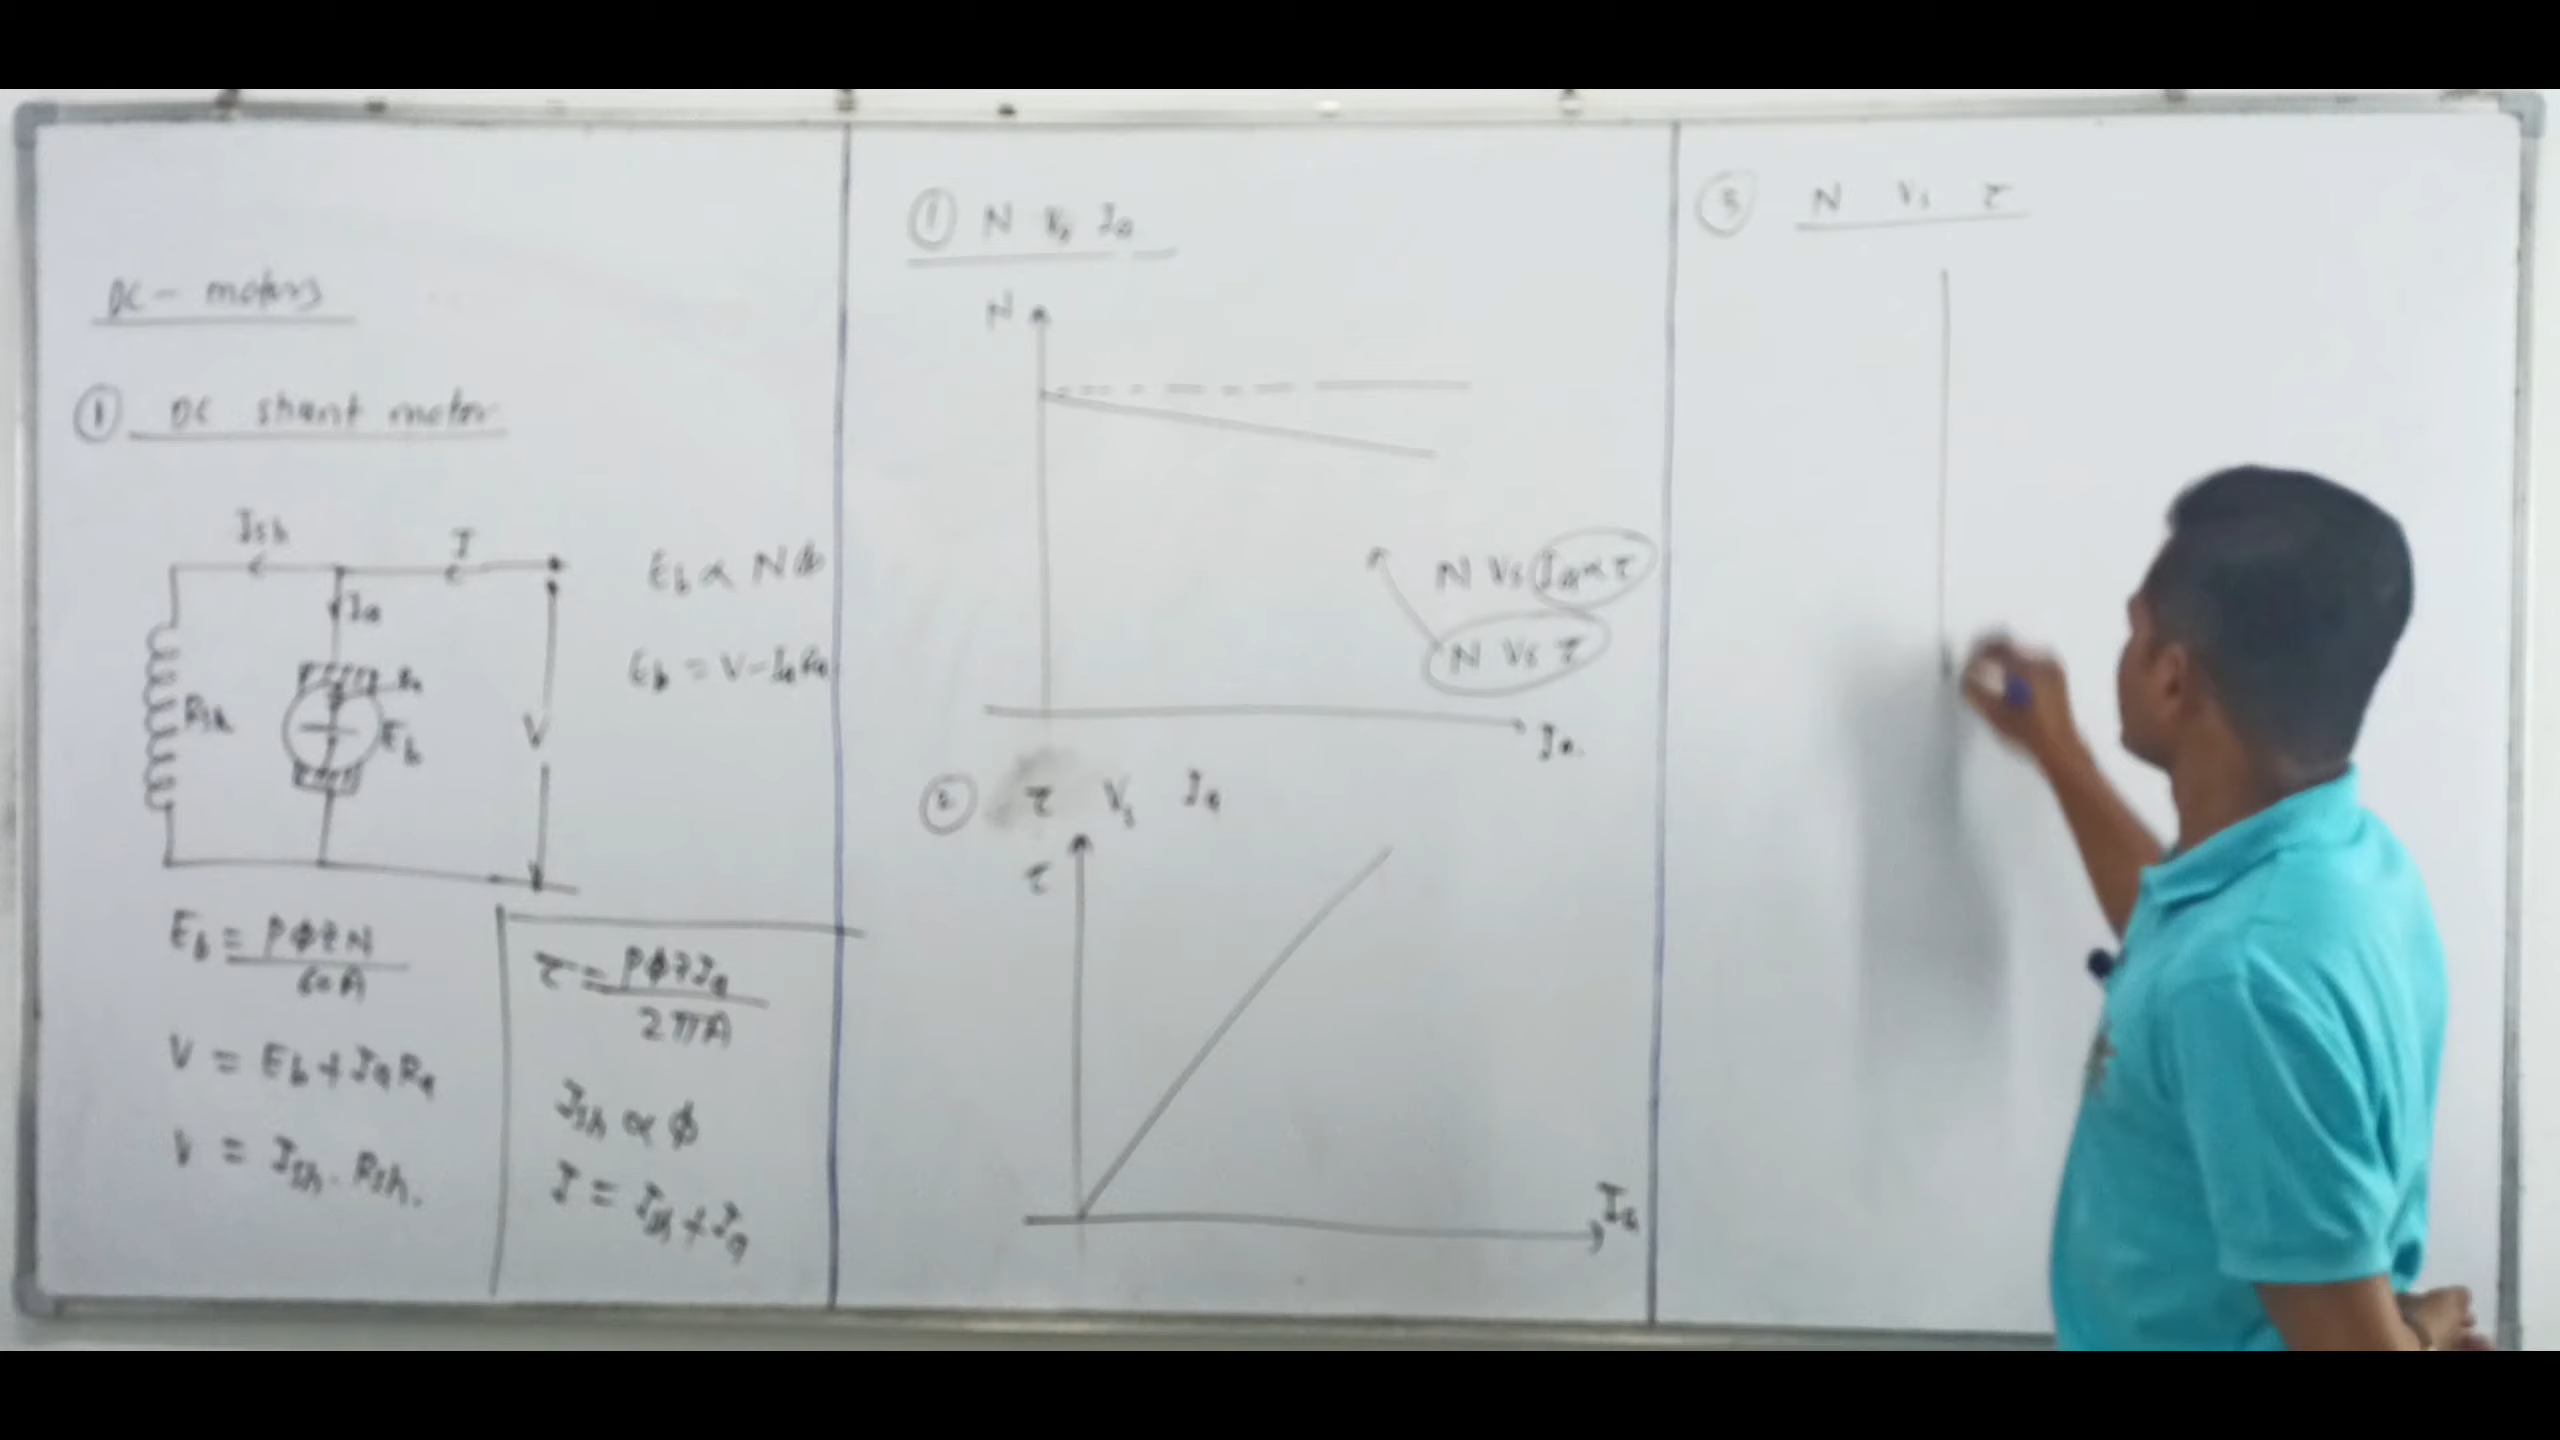 DC - motors
① DC shunt motor
Ish
I
Ia
Rsh
Ra
Eb
V
Eb ∝ Nϕ
Eb = V - IaRa
Eb = PϕZN / 60A
V = Eb + IaRa
V = Ish . Rsh.
τ = PϕZIa / 2πA
Ish ∝ ϕ
I = Ish + Ia
① N Vs Ia
N
N Vs Ia ∝ τ
N Vs τ
Ia.
② τ Vs Ia
τ
Ia
③ N Vs τ